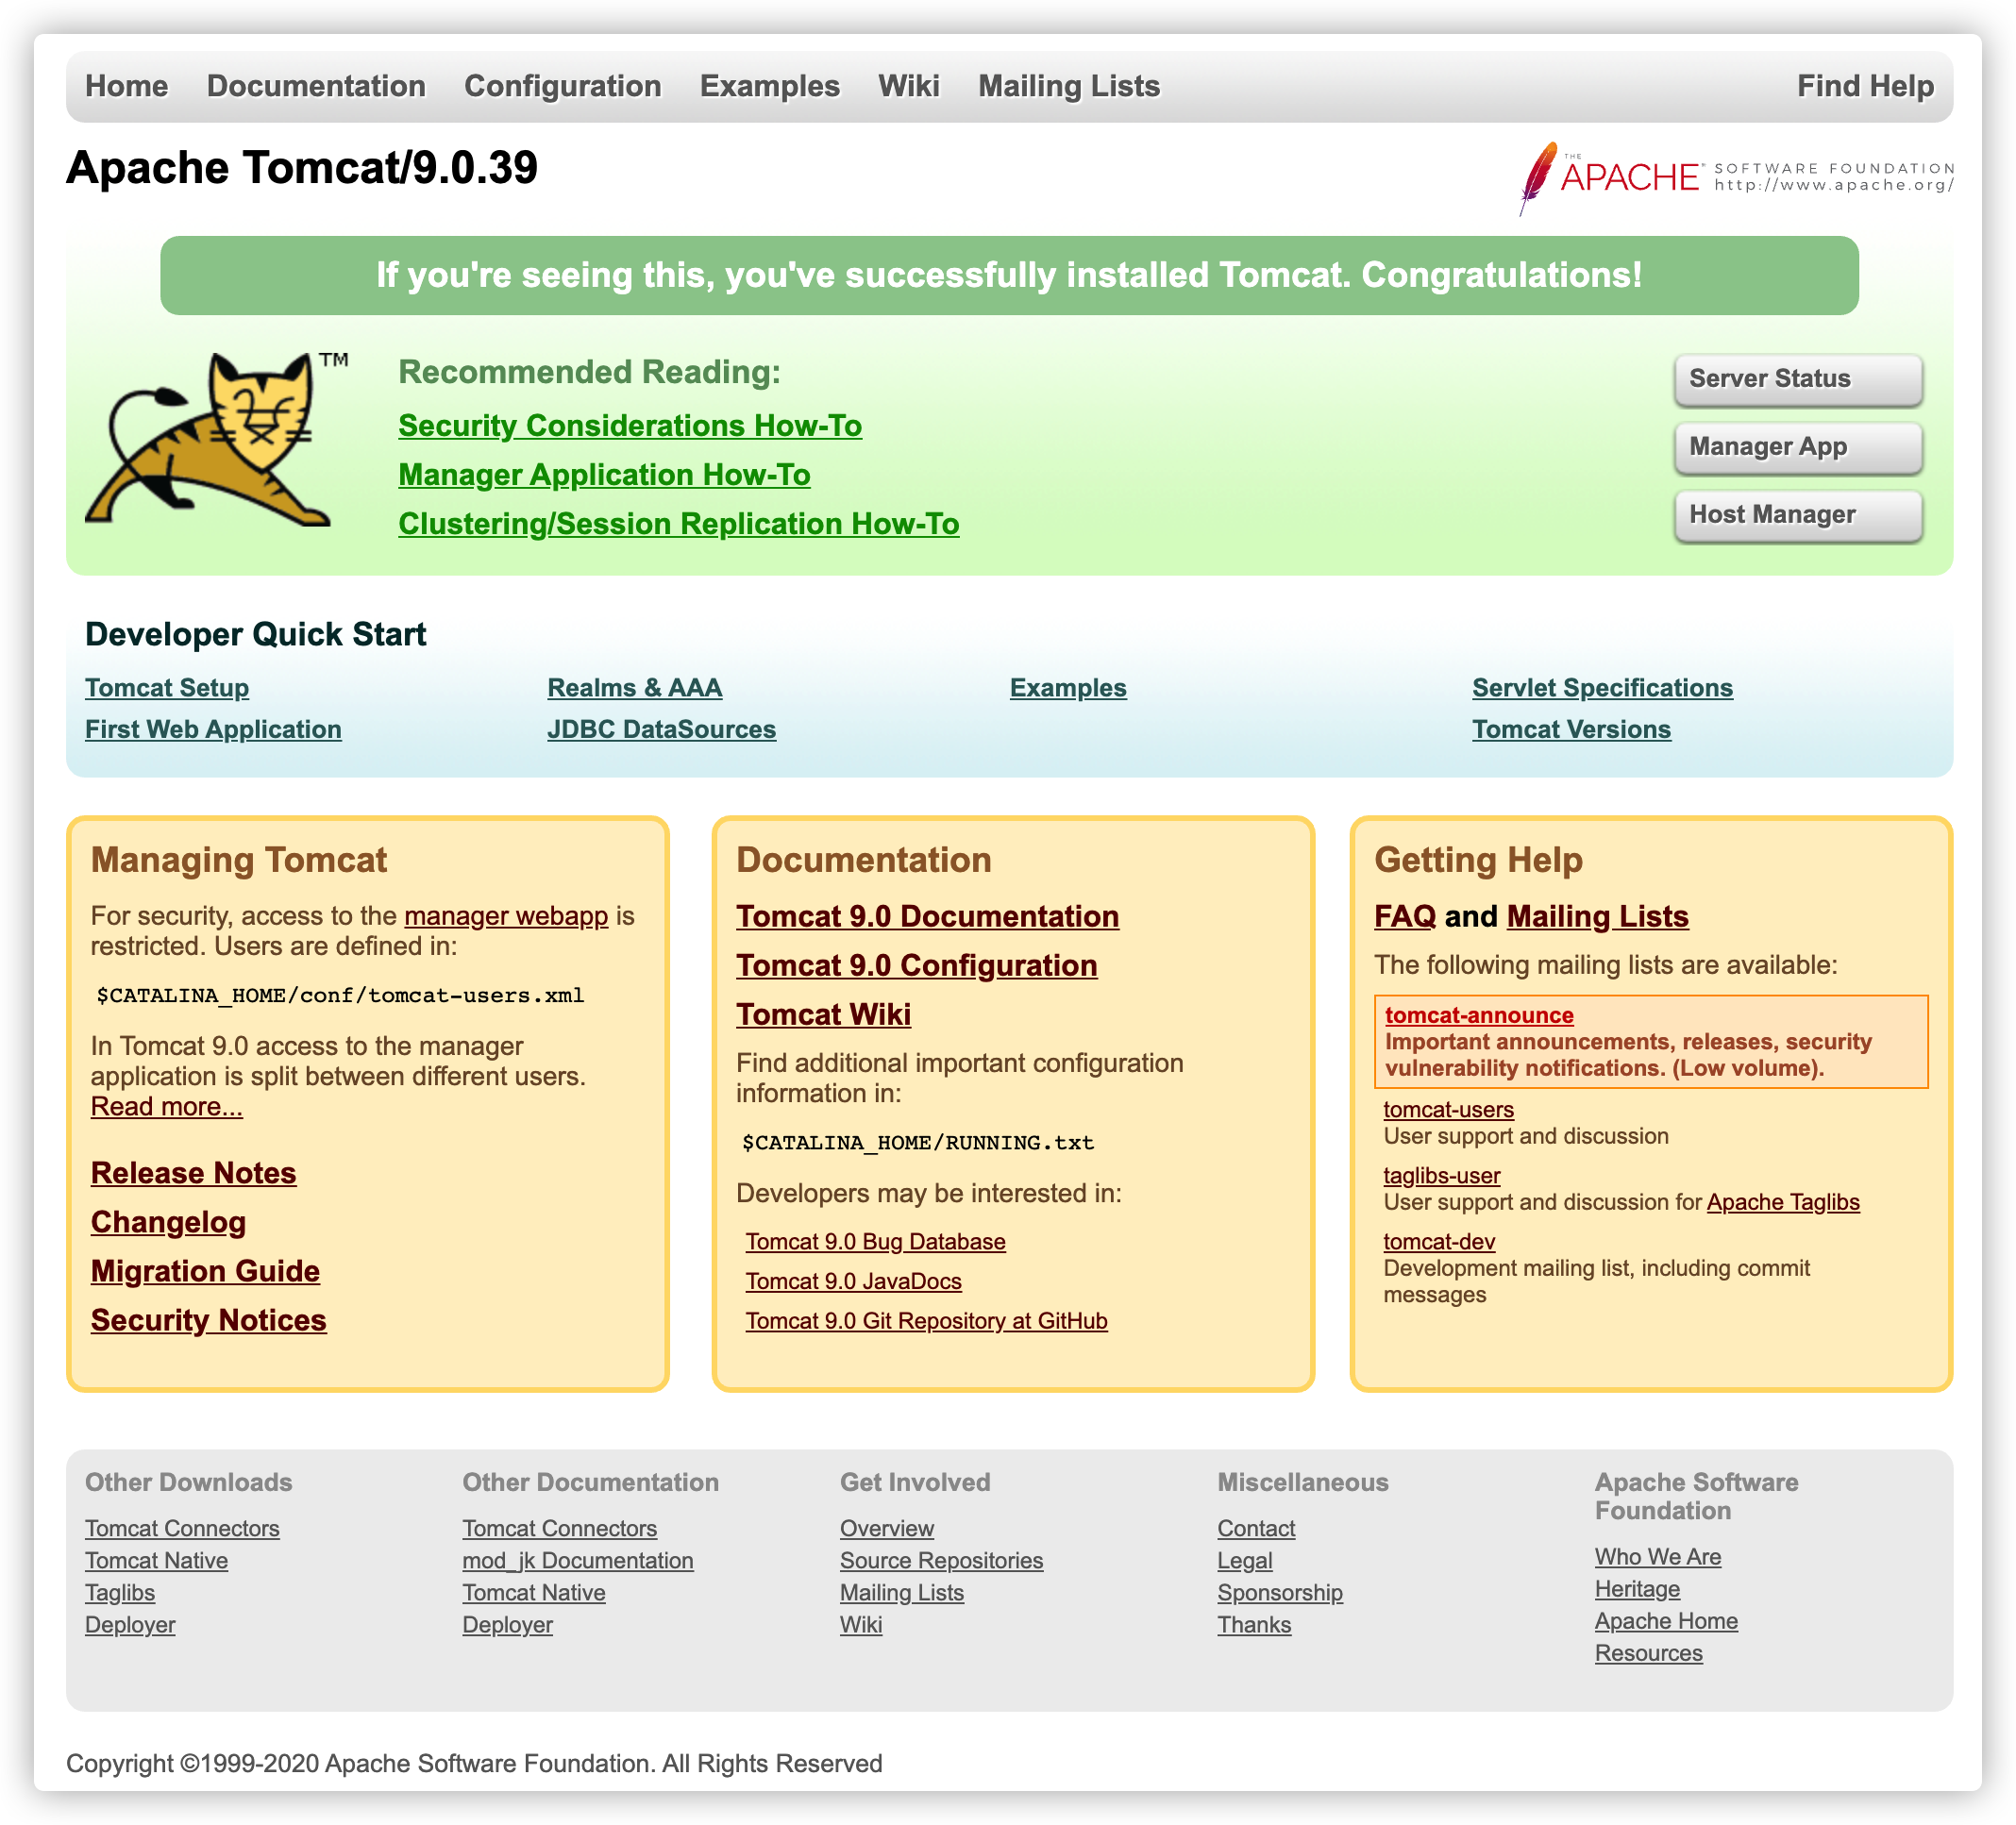 Home Documentation Configuration Examples Wiki Mailing Lists Find Help
Apache Tomcat/9.0.39
THE APACHE® SOFTWARE FOUNDATION
http://www.apache.org/
If you're seeing this, you've successfully installed Tomcat. Congratulations!
TM
Recommended Reading:
Security Considerations How-To
Manager Application How-To
Clustering/Session Replication How-To
Server Status
Manager App
Host Manager
Developer Quick Start
Tomcat Setup
First Web Application
Realms & AAA
JDBC DataSources
Examples
Servlet Specifications
Tomcat Versions
Managing Tomcat
For security, access to the manager webapp is
restricted. Users are defined in:
$CATALINA_HOME/conf/tomcat-users.xml
In Tomcat 9.0 access to the manager
application is split between different users.
Read more...
Release Notes
Changelog
Migration Guide
Security Notices
Documentation
Tomcat 9.0 Documentation
Tomcat 9.0 Configuration
Tomcat Wiki
Find additional important configuration
information in:
$CATALINA_HOME/RUNNING.txt
Developers may be interested in:
Tomcat 9.0 Bug Database
Tomcat 9.0 JavaDocs
Tomcat 9.0 Git Repository at GitHub
Getting Help
FAQ and Mailing Lists
The following mailing lists are available:
tomcat-announce
Important announcements, releases, security
vulnerability notifications. (Low volume).
tomcat-users
User support and discussion
taglibs-user
User support and discussion for Apache Taglibs
tomcat-dev
Development mailing list, including commit
messages
Other Downloads
Tomcat Connectors
Tomcat Native
Taglibs
Deployer
Other Documentation
Tomcat Connectors
mod_jk Documentation
Tomcat Native
Deployer
Get Involved
Overview
Source Repositories
Mailing Lists
Wiki
Miscellaneous
Contact
Legal
Sponsorship
Thanks
Apache Software
Foundation
Who We Are
Heritage
Apache Home
Resources
Copyright ©1999-2020 Apache Software Foundation. All Rights Reserved